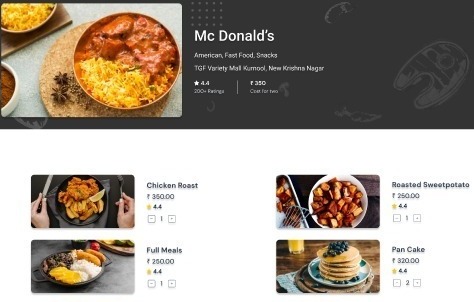 Mc Donald's
American, Fast Food, Snacks
TGF Variety Mall Kurnool, New Krishna Nagar
★ 4.4
200+ Ratings
₹ 350
Cost for two
Chicken Roast
₹ 350.00
4.4
- 1 +
Roasted Sweetpotato
₹ 250.00
4.4
- 1 +
Full Meals
₹ 250.00
4.4
- 1 +
Pan Cake
₹ 320.00
4.4
- 2 +